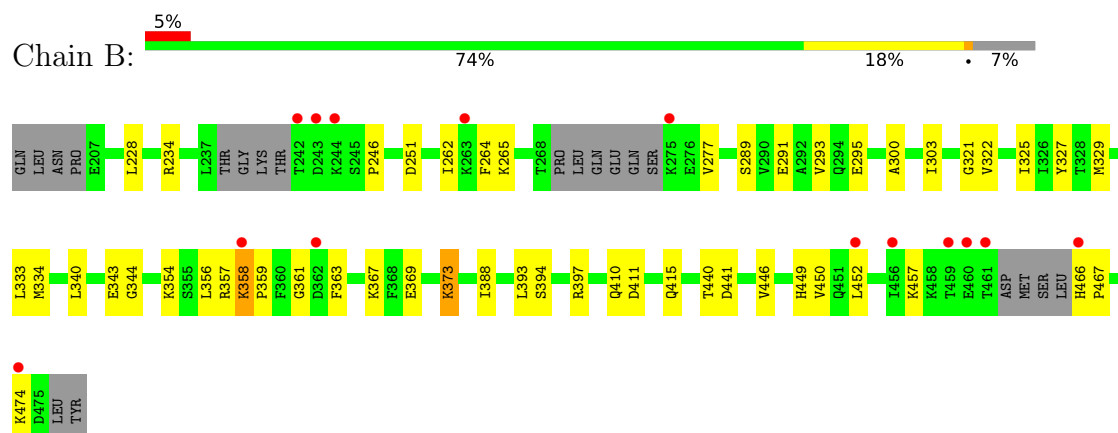 5%
Chain B:
74% 18% • 7%
GLN LEU ASN PRO E207 L228 R234 L237 THR GLY LYS THR T242 D243 K244 S245 P246 D251 I262 K263 F264 K265 T268 PRO LEU GLN GLU GLN SER K275 E276 V277 S289 V290 E291 A292 V293 Q294 E295 A300 I303 G321 V322 I325 I326 Y327 T328 M329
L333 M334 L340 E343 G344 K354 S355 L356 R357 K358 P359 F360 G361 D362 F363 K367 F368 E369 K373 I388 L393 S394 R397 Q410 D411 Q415 T440 D441 V446 H449 V450 Q451 L452 I456 K457 K458 T459 E460 T461 ASP MET SER LEU H466 P467
K474 D475 LEU TYR